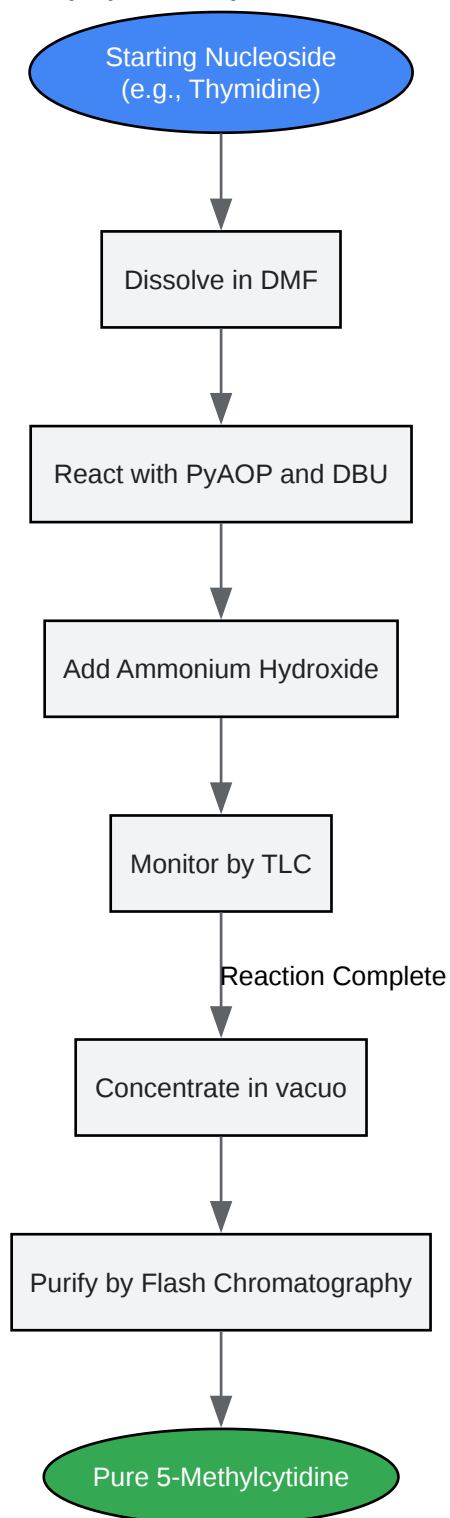 Starting Nucleoside
(e.g., Thymidine)
Dissolve in DMF
React with PyAOP and DBU
Add Ammonium Hydroxide
Monitor by TLC
Reaction Complete
Concentrate in vacuo
Purify by Flash Chromatography
Pure 5-Methylcytidine